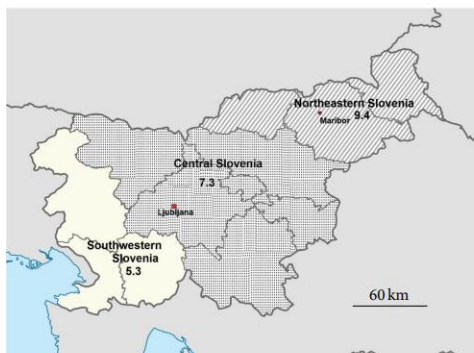 Northeastern Slovenia
9.4
Maribor
Central Slovenia
7.3
Ljubljana
Southwestern
Slovenia
5.3
60 km